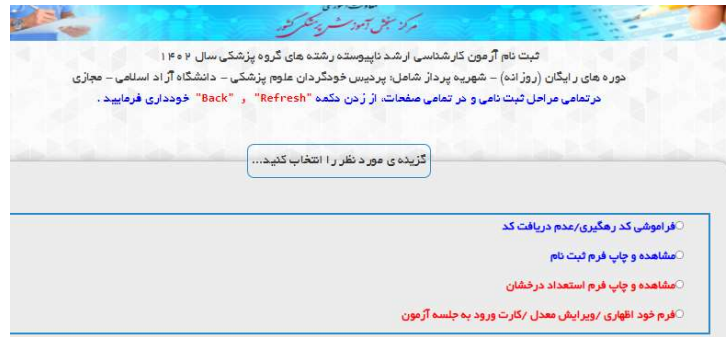 مرکز سنجش آموزش پزشکی کشور
ثبت نام آزمون کارشناسی ارشد ناپیوسته رشته های گروه پزشکی سال ۱۴۰۲
دوره های رایگان (روزانه) – شهریه پرداز شامل: پردیس خودگردان علوم پزشکی – دانشگاه آزاد اسلامی – مجازی
درتمامی مراحل ثبت نامی و در تمامی صفحات، از زدن دکمه "Refresh" , "Back" خودداری فرمایید .
گزینه ی مورد نظر را انتخاب کنید...
فراموشی کد رهگیری/عدم دریافت کد
مشاهده و چاپ فرم ثبت نام
مشاهده و چاپ فرم استعداد درخشان
فرم خود اظهاری /ویرایش معدل /کارت ورود به جلسه آزمون